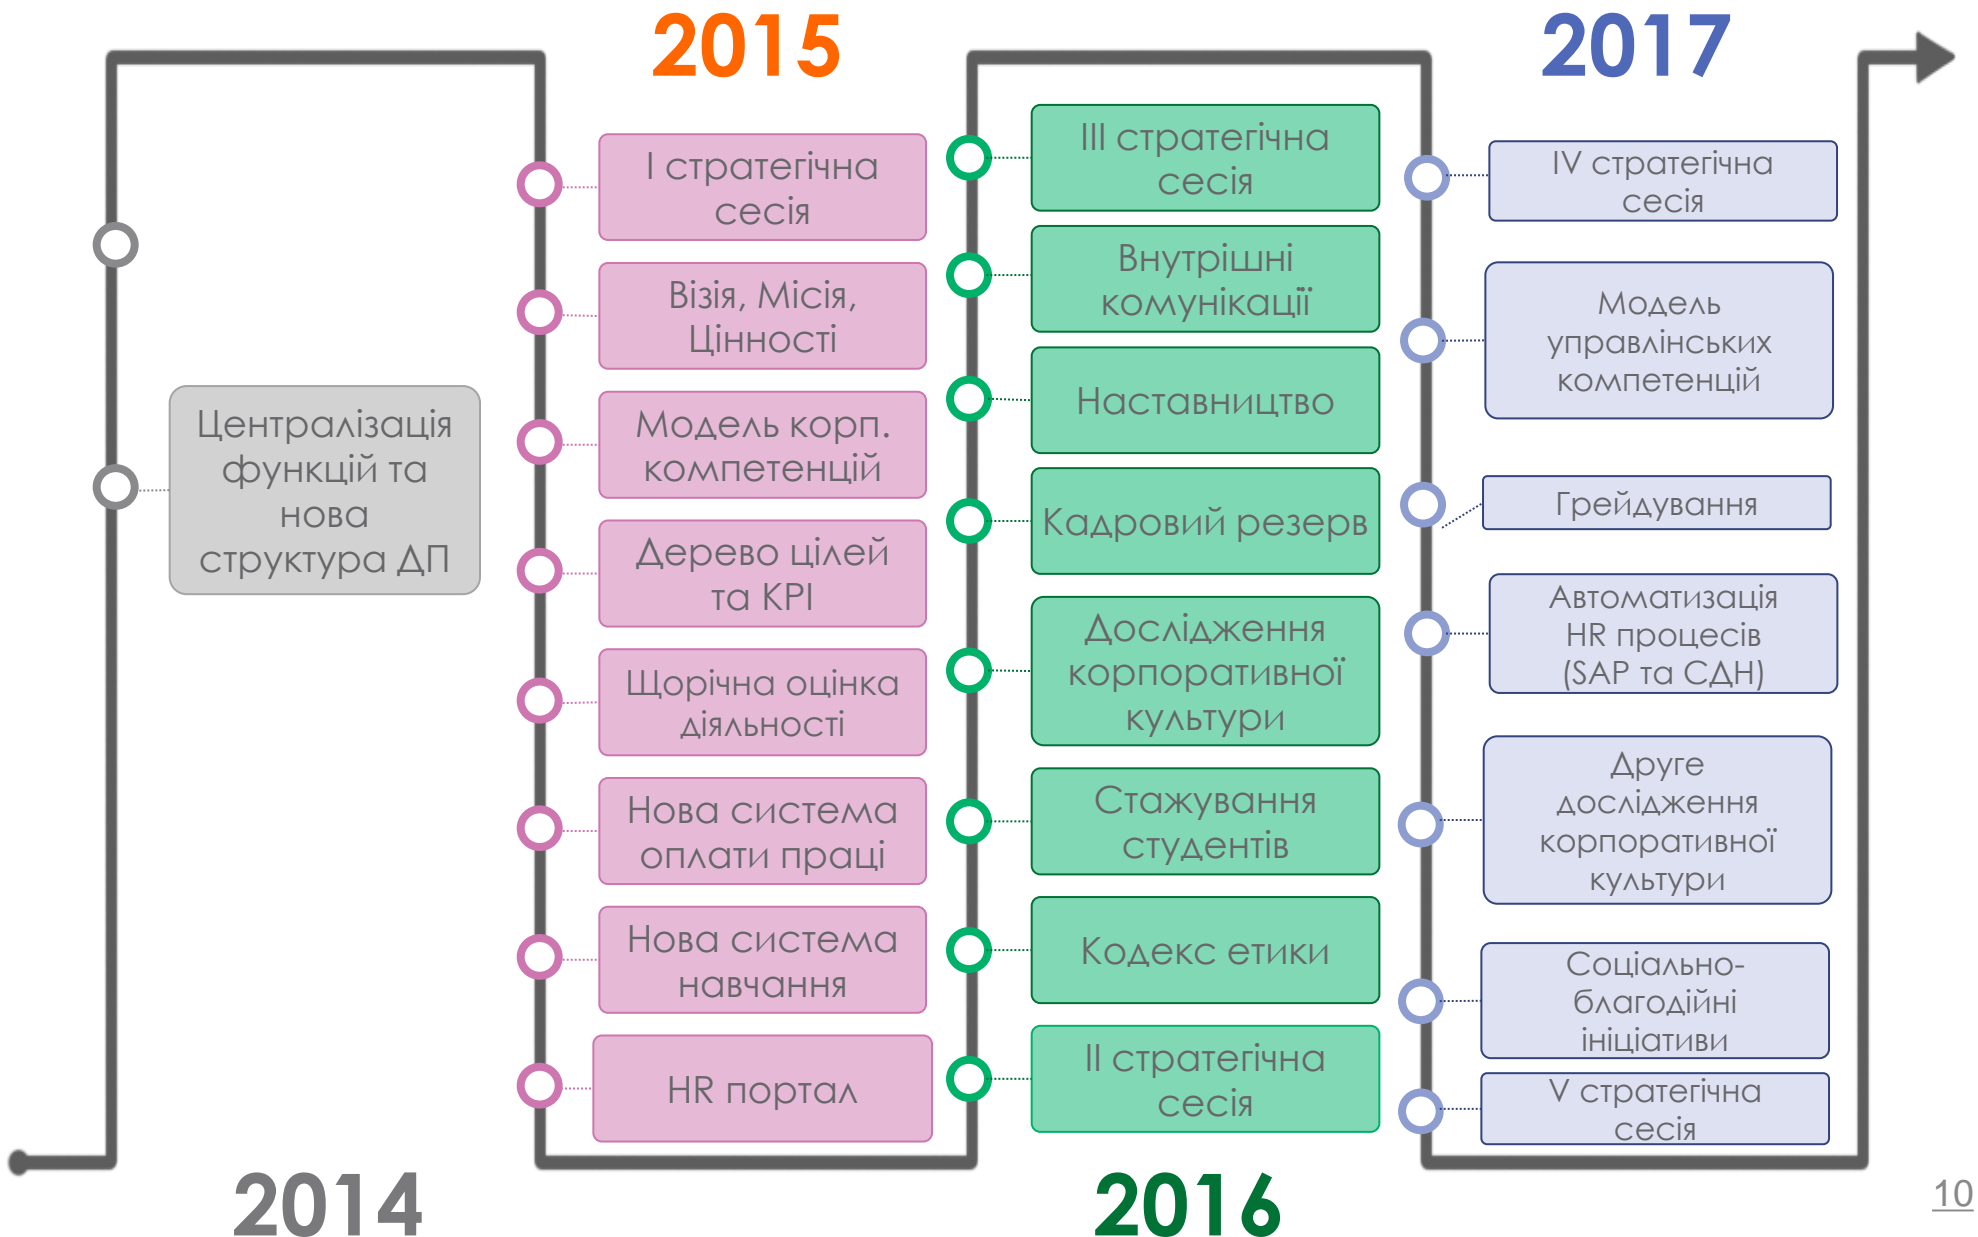 2014
Централізація
функцій та
нова
структура ДП
2015
І стратегічна
сесія
Візія, Місія,
Цінності
Модель корп.
компетенцій
Дерево цілей
та KPI
Щорічна оцінка
діяльності
Нова система
оплати праці
Нова система
навчання
HR портал
2016
ІІІ стратегічна
сесія
Внутрішні
комунікації
Наставництво
Кадровий резерв
Дослідження
корпоративної
культури
Стажування
студентів
Кодекс етики
ІІ стратегічна
сесія
2017
IV стратегічна
сесія
Модель
управлінських
компетенцій
Грейдування
Автоматизація
HR процесів
(SAP та СДН)
Друге
дослідження
корпоративної
культури
Соціально-
благодійні
ініціативи
V стратегічна
сесія
10